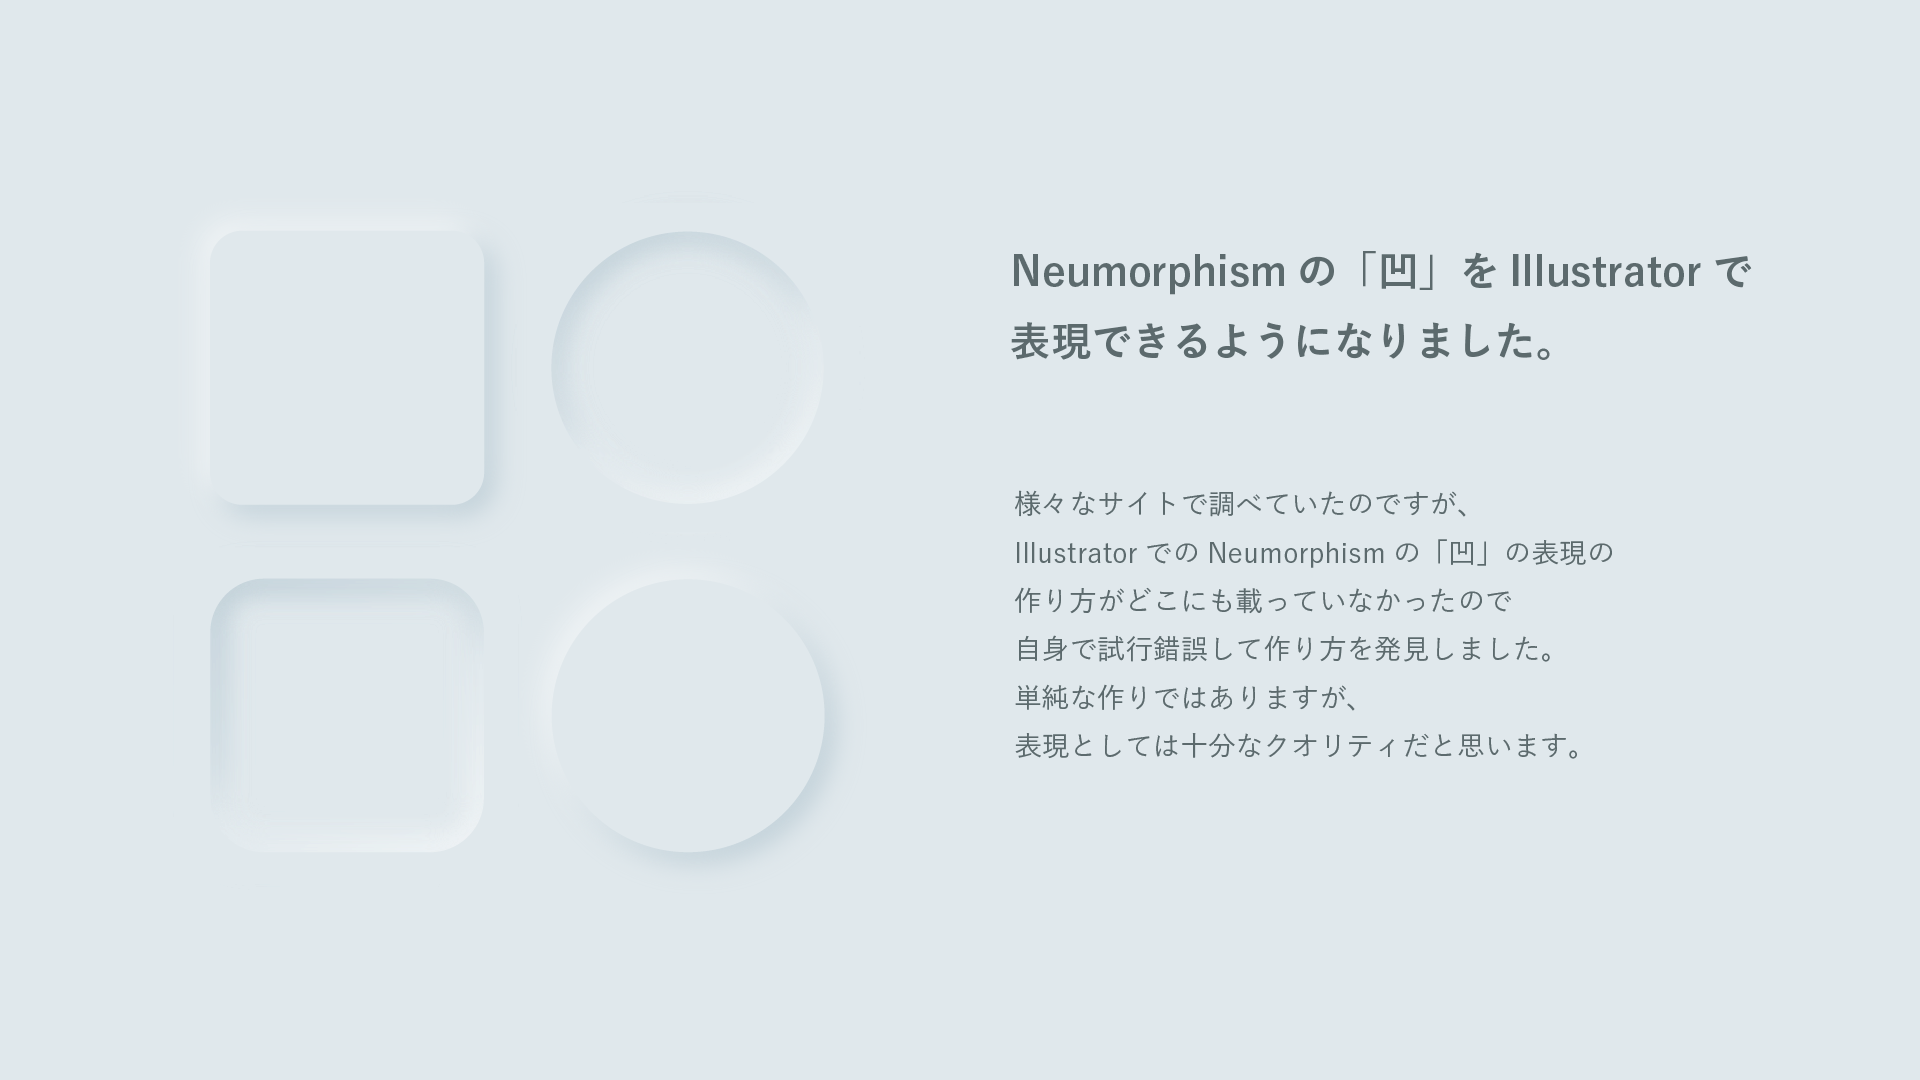 Neumorphism の「凹」を Illustrator で
表現できるようになりました。
様々なサイトで調べていたのですが、
Illustrator での Neumorphism の「凹」の表現の
作り方がどこにも載っていなかったので
自身で試行錯誤して作り方を発見しました。
単純な作りではありますが、
表現としては十分なクオリティだと思います。